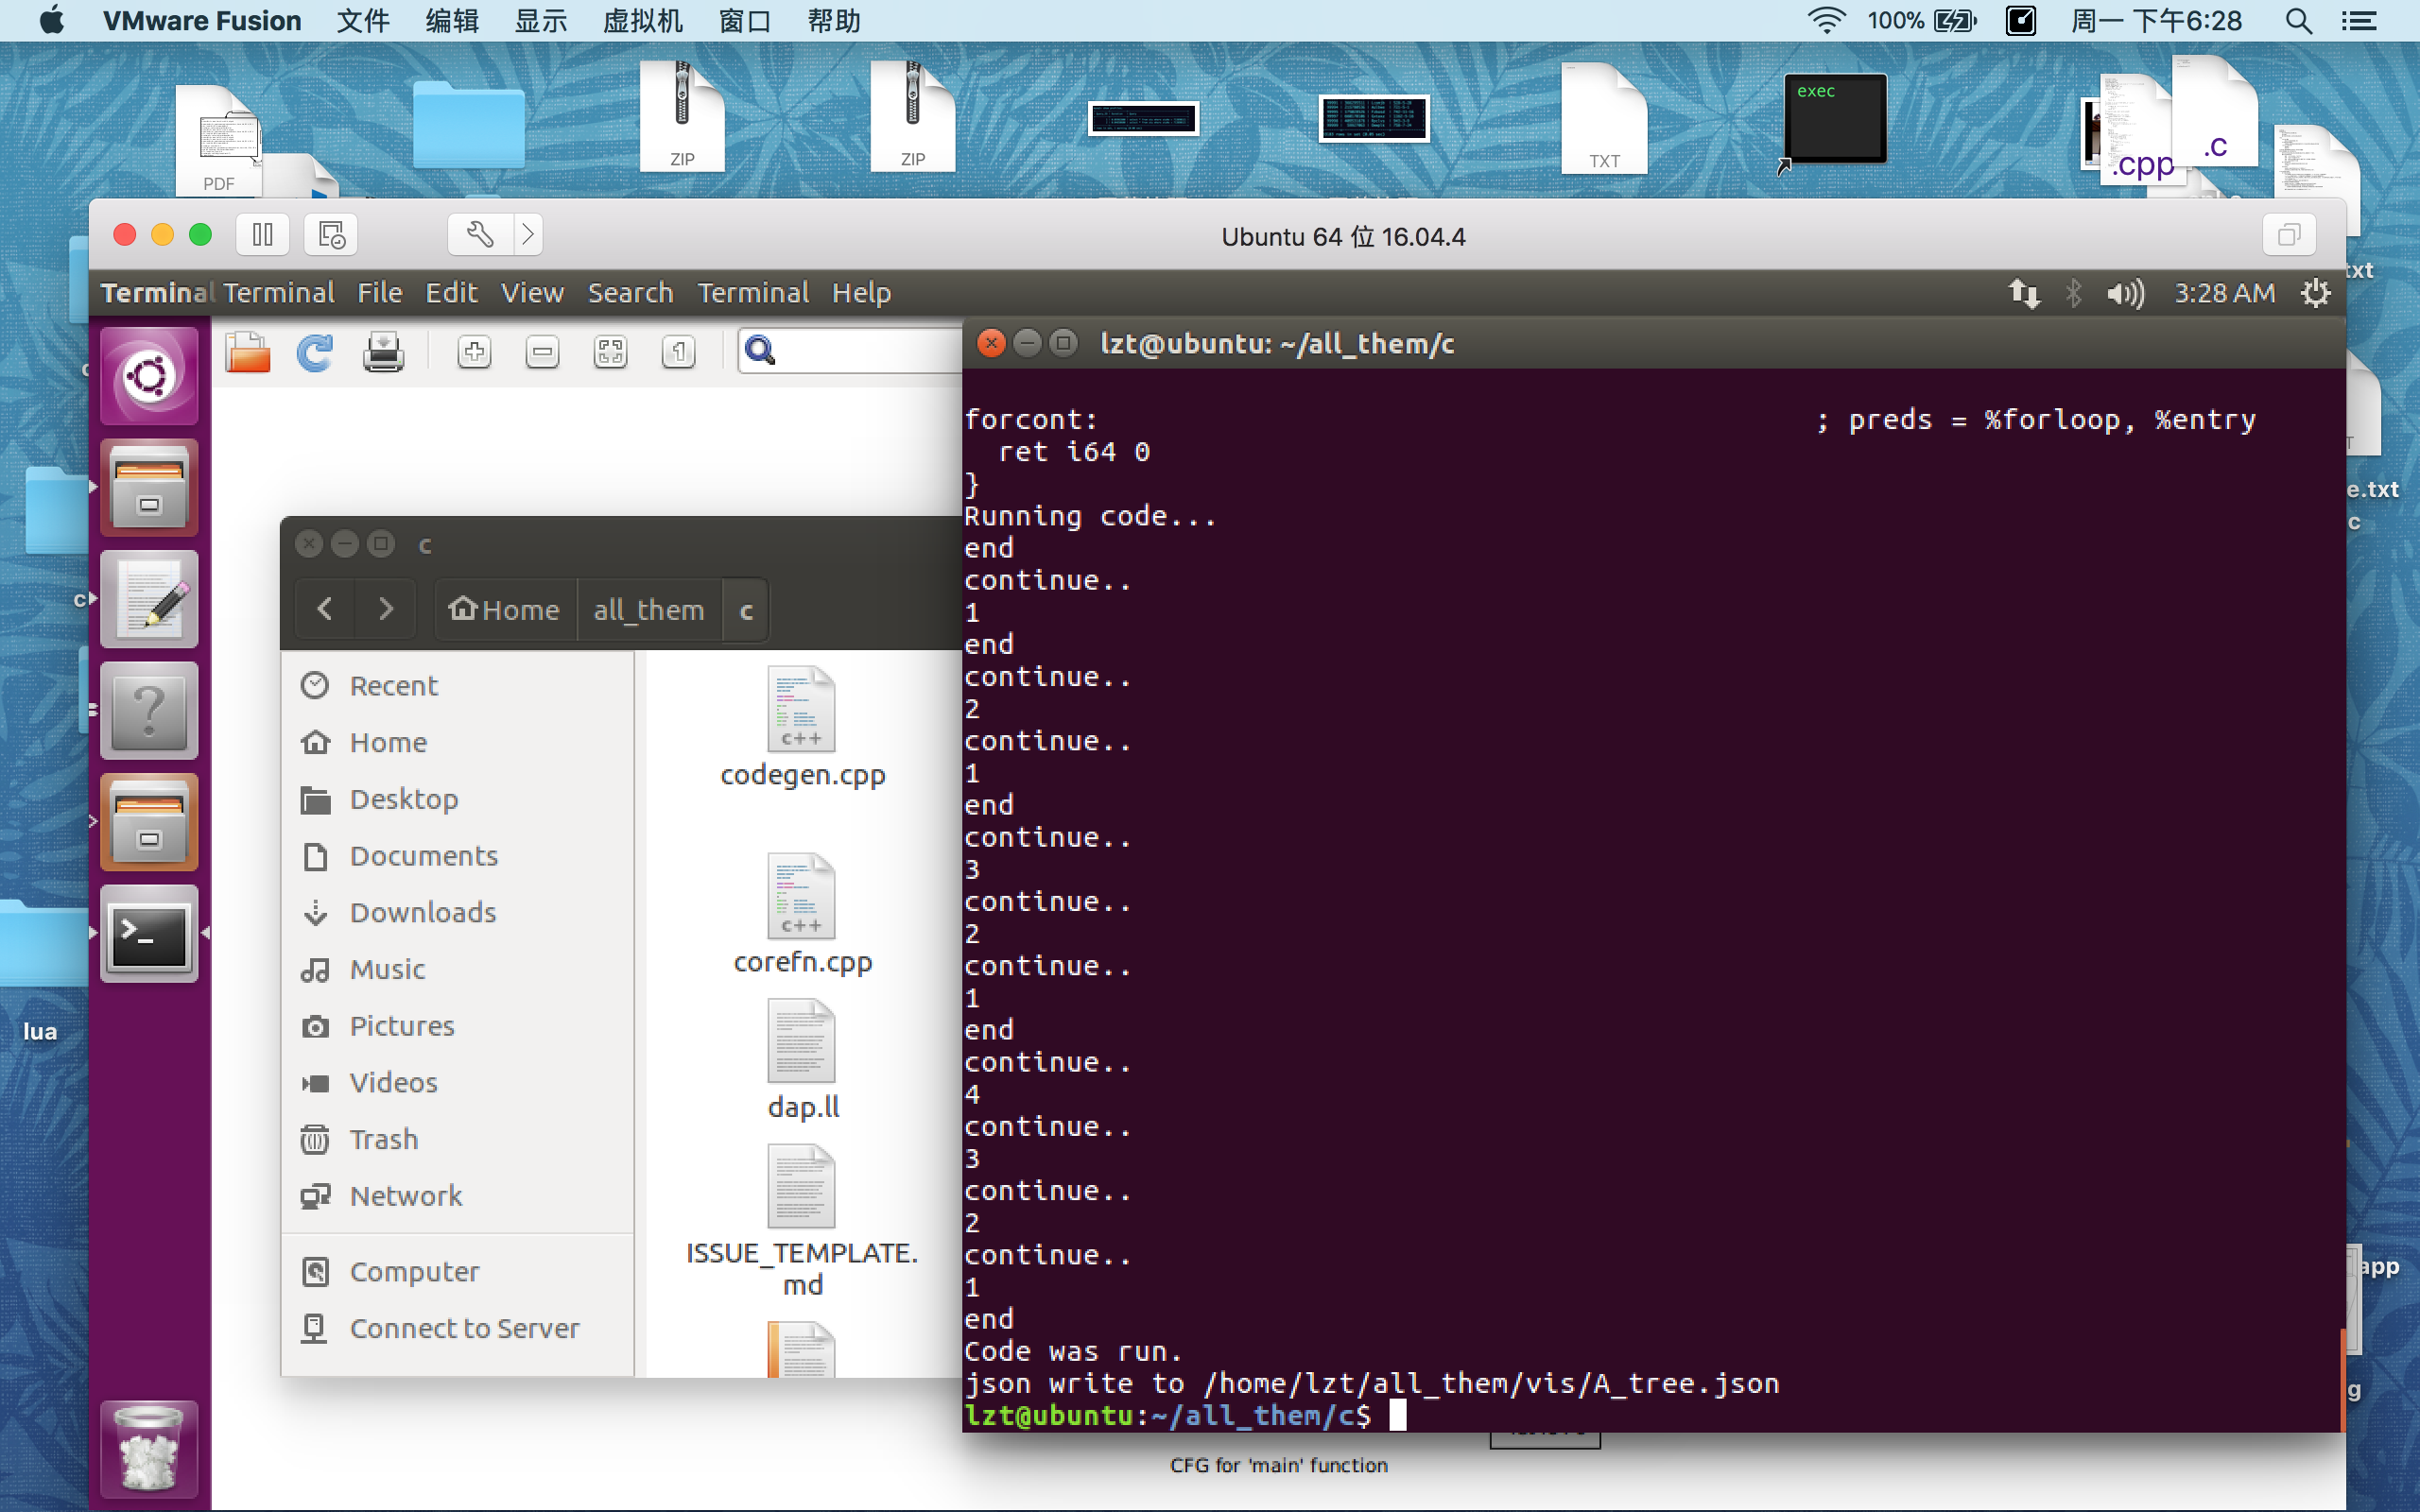 VMware Fusion 文件 编辑 显示 虚拟机 窗口 帮助 100% 周一 下午6:28
PDF
ZIP
ZIP
TXT
exec
.cpp
.c
Ubuntu 64 位 16.04.4
Terminal Terminal File Edit View Search Terminal Help 3:28 AM
lzt@ubuntu: ~/all_them/c
forcont: ; preds = %forloop, %entry
ret i64 0
}
Running code...
end
continue..
1
end
continue..
2
continue..
1
end
continue..
3
continue..
2
continue..
1
end
continue..
4
continue..
3
continue..
2
continue..
1
end
Code was run.
json write to /home/lzt/all_them/vis/A_tree.json
lzt@ubuntu:~/all_them/c$
c
Home all_them c
Recent
Home
Desktop
Documents
Downloads
Music
Pictures
Videos
Trash
Network
Computer
Connect to Server
c++
codegen.cpp
c++
corefn.cpp
dap.ll
ISSUE_TEMPLATE.
md
CFG for 'main' function
lua
txt
e.txt
c
app
g